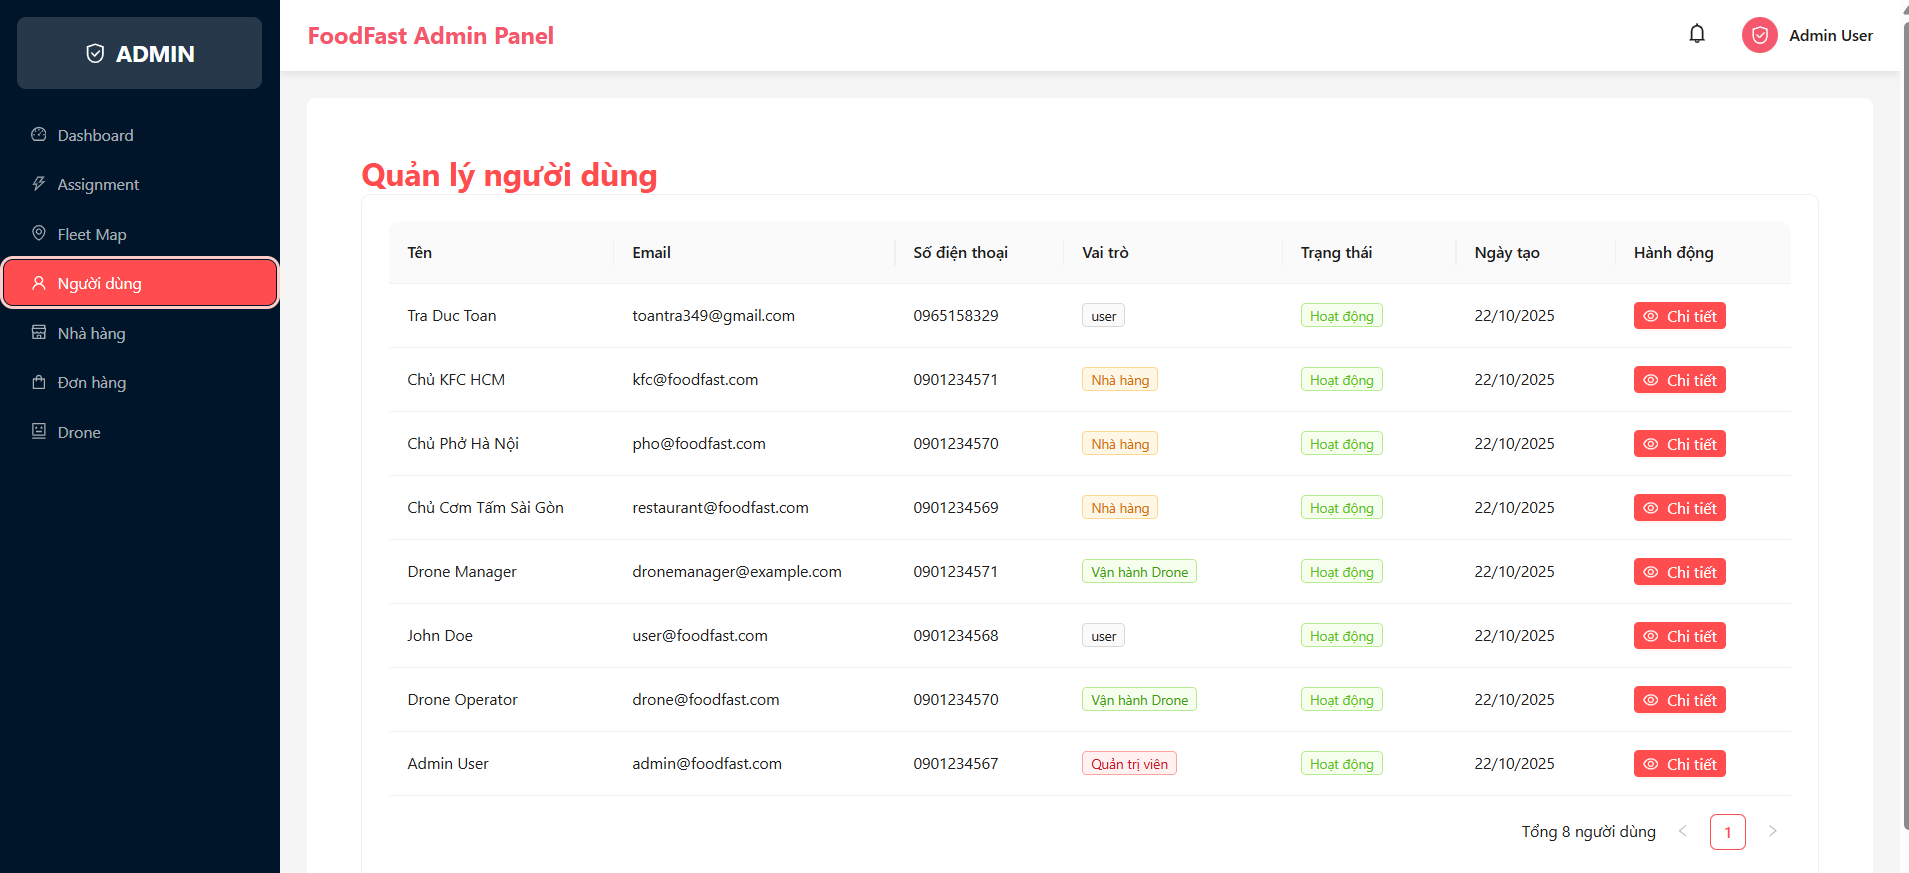 ADMIN
FoodFast Admin Panel
Admin User
Dashboard
Assignment
Fleet Map
Người dùng
Nhà hàng
Đơn hàng
Drone
Quản lý người dùng
Tên Email Số điện thoại Vai trò Trạng thái Ngày tạo Hành động
Tra Duc Toan toantra349@gmail.com 0965158329 user Hoạt động 22/10/2025 Chi tiết
Chủ KFC HCM kfc@foodfast.com 0901234571 Nhà hàng Hoạt động 22/10/2025 Chi tiết
Chủ Phở Hà Nội pho@foodfast.com 0901234570 Nhà hàng Hoạt động 22/10/2025 Chi tiết
Chủ Cơm Tấm Sài Gòn restaurant@foodfast.com 0901234569 Nhà hàng Hoạt động 22/10/2025 Chi tiết
Drone Manager dronemanager@example.com 0901234571 Vận hành Drone Hoạt động 22/10/2025 Chi tiết
John Doe user@foodfast.com 0901234568 user Hoạt động 22/10/2025 Chi tiết
Drone Operator drone@foodfast.com 0901234570 Vận hành Drone Hoạt động 22/10/2025 Chi tiết
Admin User admin@foodfast.com 0901234567 Quản trị viên Hoạt động 22/10/2025 Chi tiết
Tổng 8 người dùng 1